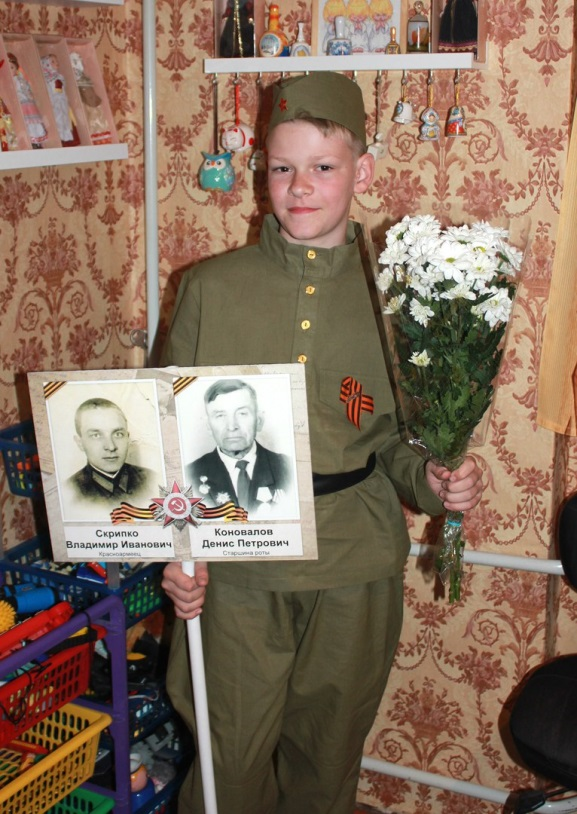 Скрипко
Владимир Иванович
Красноармеец
Коновалов
Денис Петрович
Старшина роты